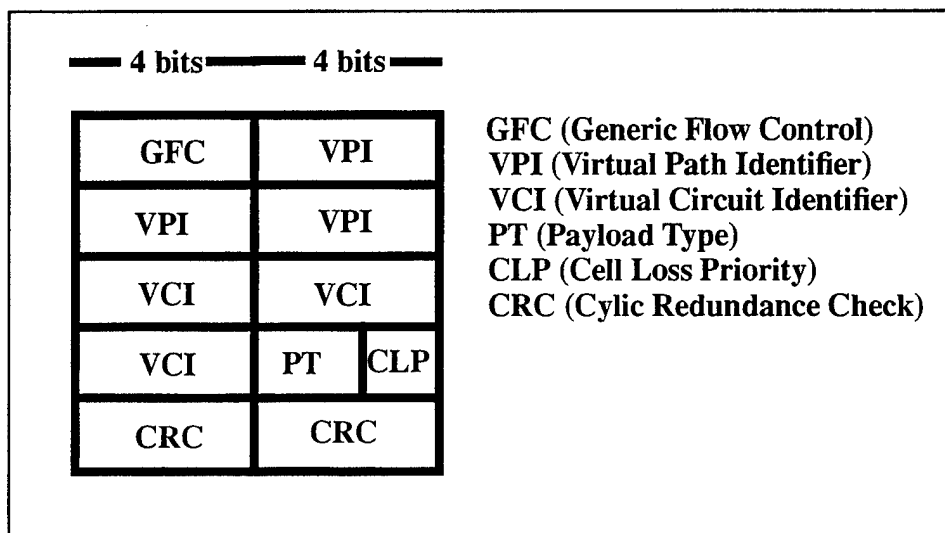 4 bits 4 bits
GFC VPI
VPI VPI
VCI VCI
VCI PT CLP
CRC CRC
GFC (Generic Flow Control)
VPI (Virtual Path Identifier)
VCI (Virtual Circuit Identifier)
PT (Payload Type)
CLP (Cell Loss Priority)
CRC (Cylic Redundance Check)